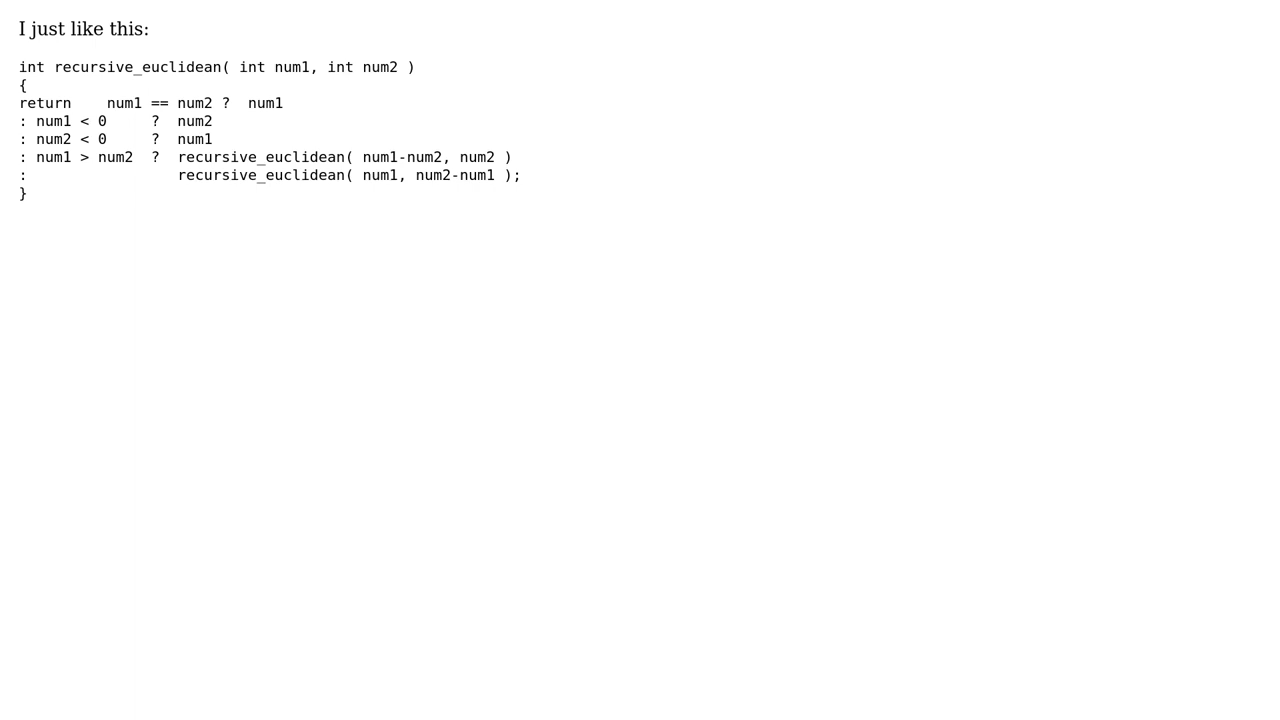 I just like this:
int recursive_euclidean( int num1, int num2 )
{
return    num1 == num2 ?  num1
: num1 < 0     ?  num2
: num2 < 0     ?  num1
: num1 > num2  ?  recursive_euclidean( num1-num2, num2 )
:                 recursive_euclidean( num1, num2-num1 );
}